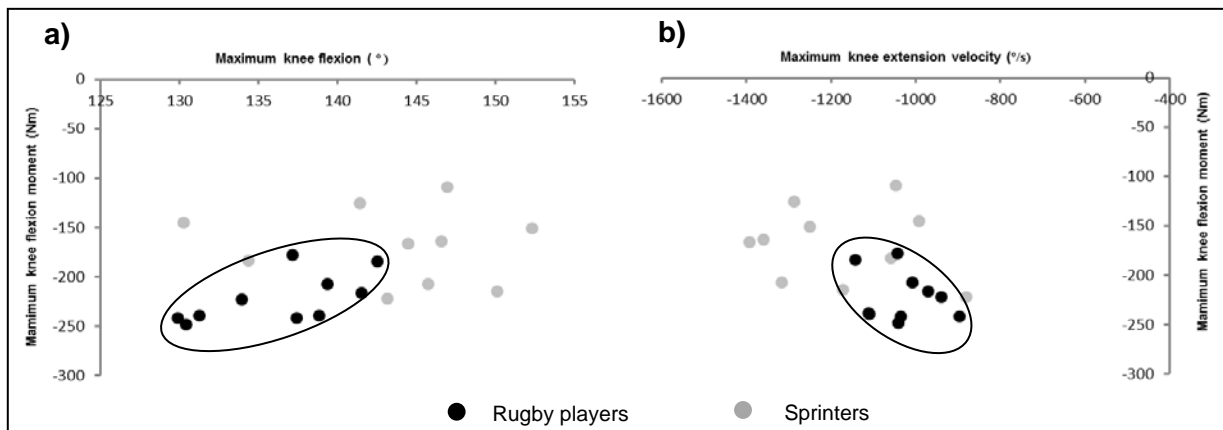 a)
Maximum knee flexion ( °)
0
125 130 135 140 145 150 155
-50
-100
-150
-200
-250
-300
Mamimum knee flexion moment (Nm)
b)
Maximum knee extension velocity (°/s)
0
-1600 -1400 -1200 -1000 -800 -600 -400
-50
-100
-150
-200
-250
-300
Mamimum knee flexion moment (Nm)
Rugby players
Sprinters